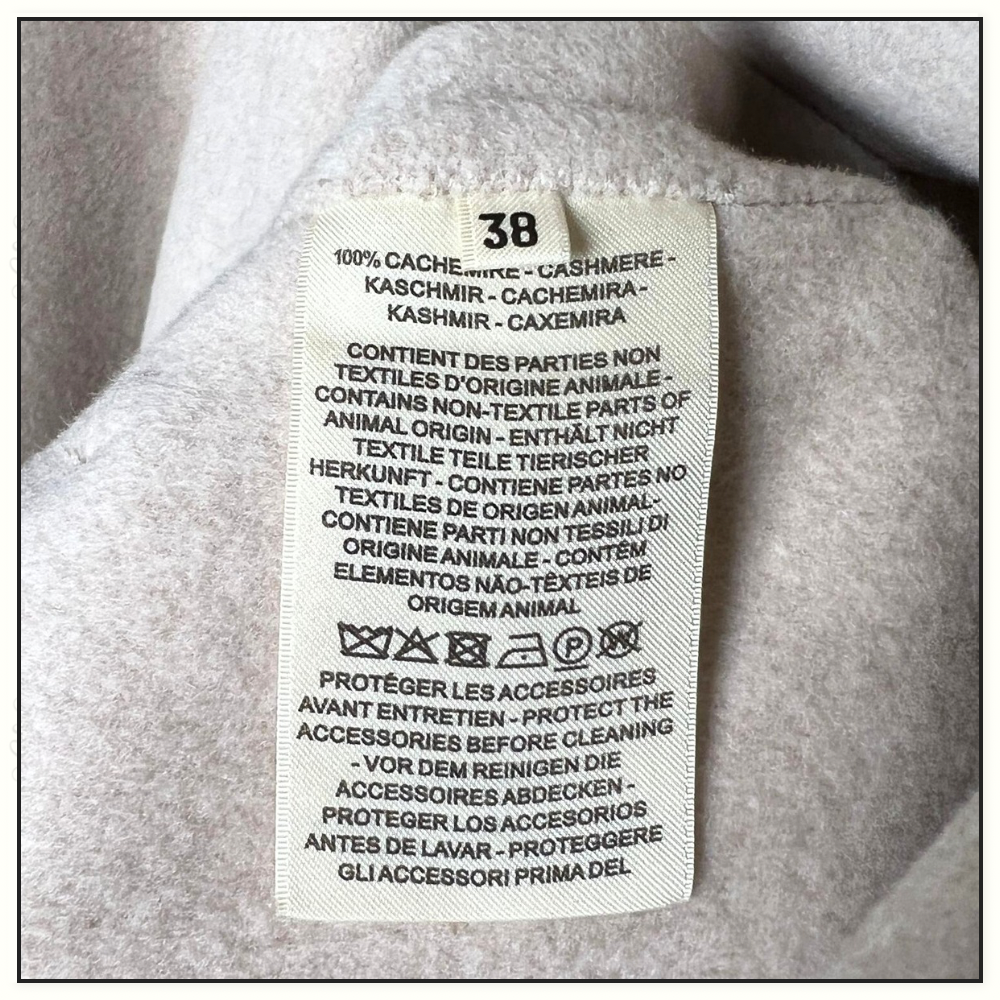 38
100% CACHEMIRE - CASHMERE -
KASCHMIR - CACHEMIRA -
KASHMIR - CAXEMIRA
CONTIENT DES PARTIES NON
TEXTILES D'ORIGINE ANIMALE -
CONTAINS NON-TEXTILE PARTS OF
ANIMAL ORIGIN - ENTHÄLT NICHT
TEXTILE TEILE TIERISCHER
HERKUNFT - CONTIENE PARTES NO
TEXTILES DE ORIGEN ANIMAL-
CONTIENE PARTI NON TESSILI DI
ORIGINE ANIMALE - CONTÉM
ELEMENTOS NÃO-TÊXTEIS DE
ORIGEM ANIMAL
P W
PROTÉGER LES ACCESSOIRES
AVANT ENTRETIEN - PROTECT THE
ACCESSORIES BEFORE CLEANING
- VOR DEM REINIGEN DIE
ACCESSOIRES ABDECKEN -
PROTEGER LOS ACCESORIOS
ANTES DE LAVAR - PROTEGGERE
GLI ACCESSORI PRIMA DEL